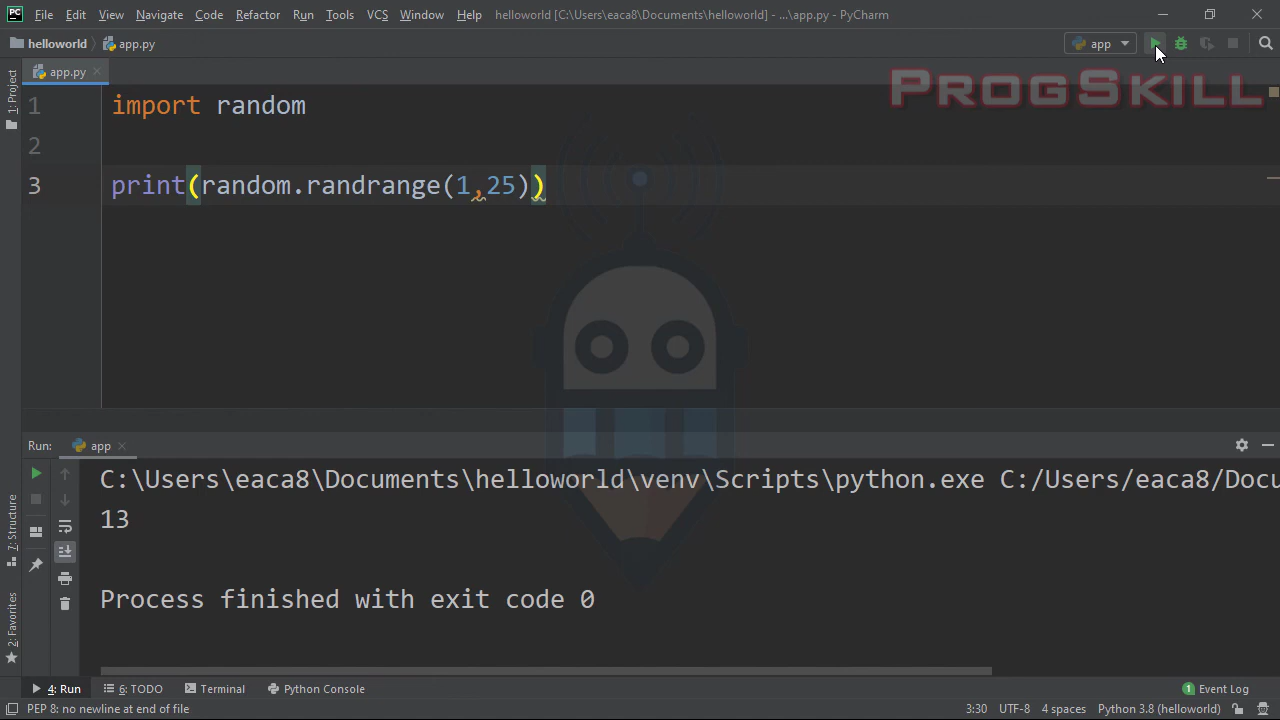 PC File Edit View Navigate Code Refactor Run Tools VCS Window Help helloworld [C:\Users\eaca8\Documents\helloworld] - ...\app.py - PyCharm
helloworld app.py app
1: Project
app.py
PROGSKILL
1 import random
2
3 print(random.randrange(1,25))
Run: app
C:\Users\eaca8\Documents\helloworld\venv\Scripts\python.exe C:/Users/eaca8/Docu
13
Process finished with exit code 0
7: Structure
2: Favorites
4: Run 6: TODO Terminal Python Console 1 Event Log
PEP 8: no newline at end of file 3:30 UTF-8 4 spaces Python 3.8 (helloworld)